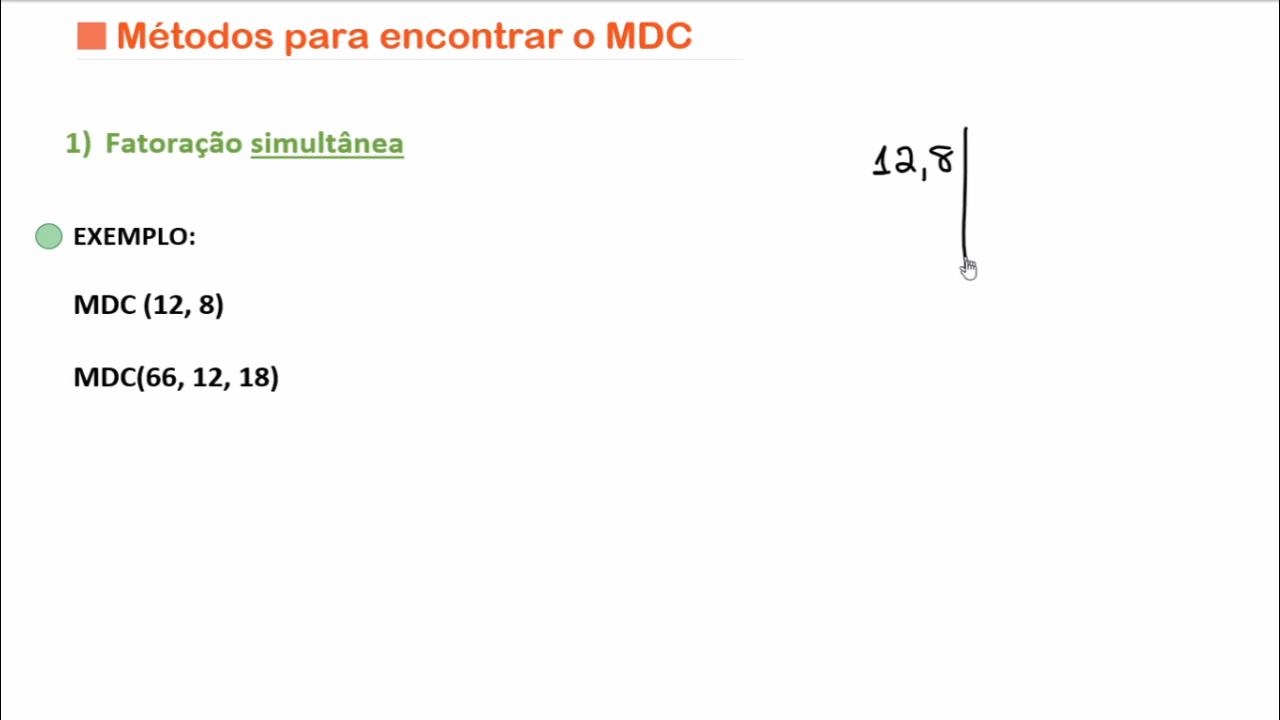 Métodos para encontrar o MDC
1) Fatoração simultânea
12,8
EXEMPLO:
MDC (12, 8)
MDC(66, 12, 18)